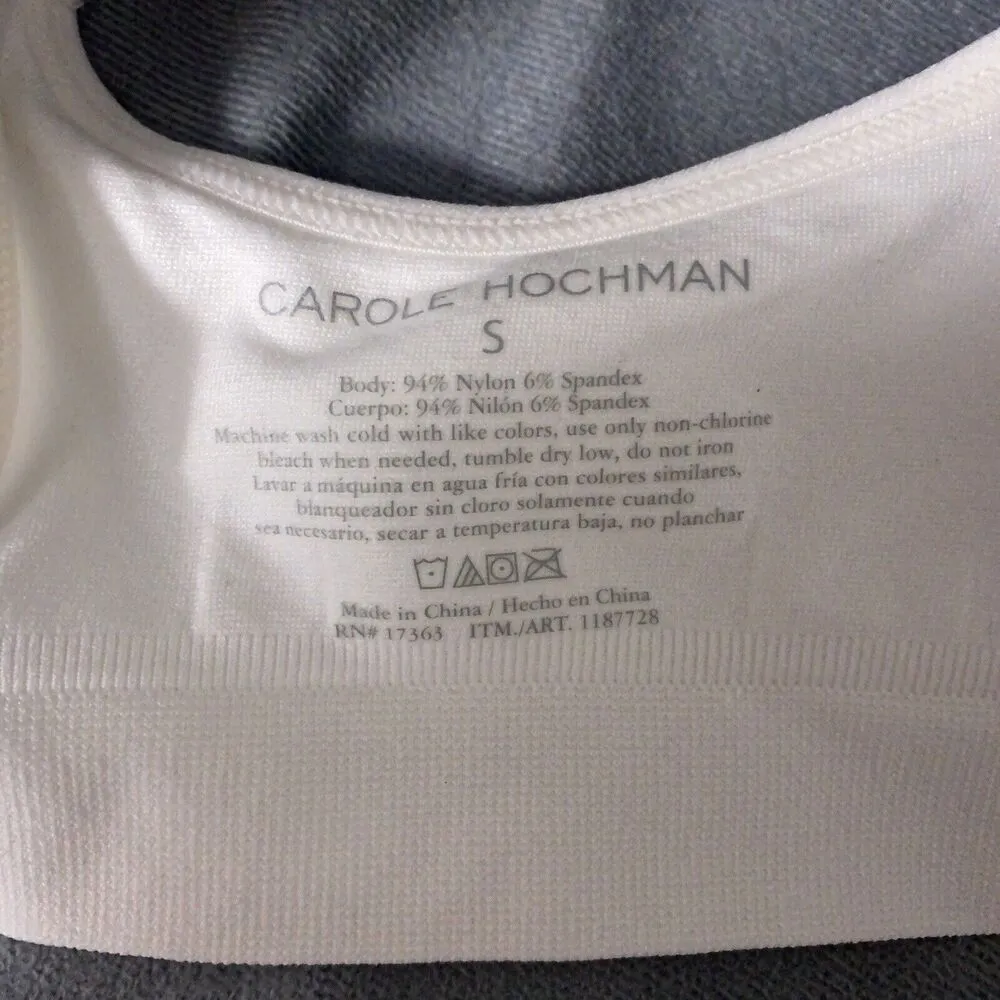 CAROLE HOCHMAN
S
Body: 94% Nylon 6% Spandex
Cuerpo: 94% Nilón 6% Spandex
Machine wash cold with like colors, use only non-chlorine
bleach when needed, tumble dry low, do not iron
Lavar a máquina en agua fría con colores similares,
blanqueador sin cloro solamente cuando
sea necesario, secar a temperatura baja, no planchar
Made in China / Hecho en China
RN# 17363 ITM./ART. 1187728